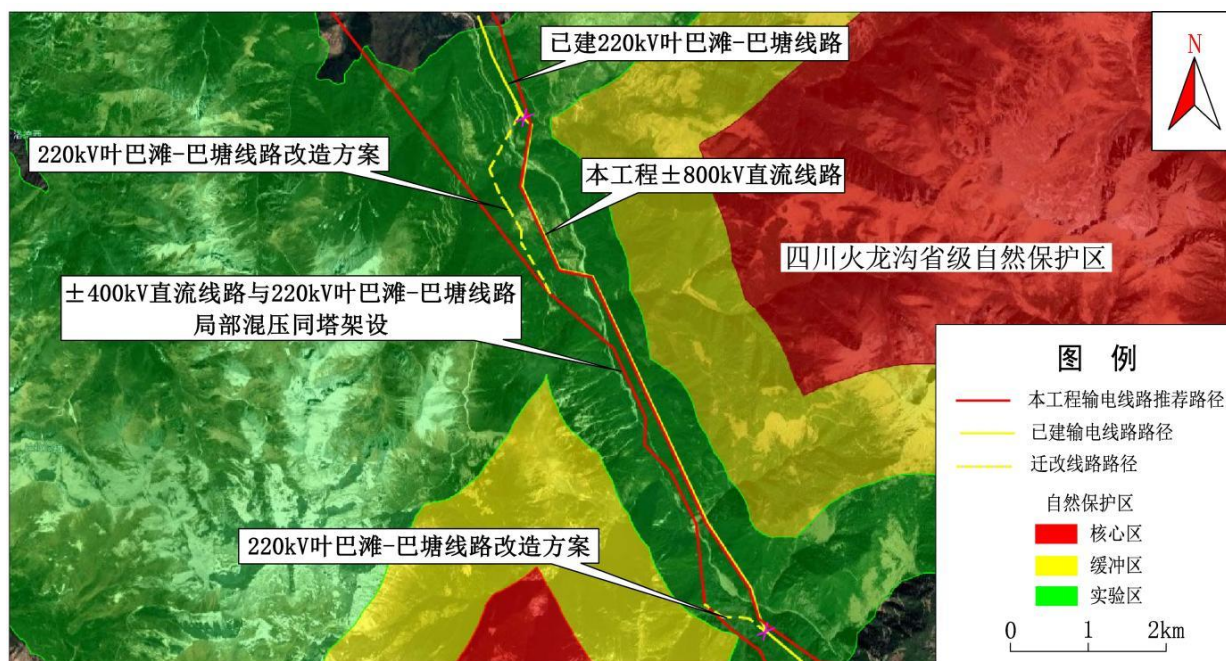 已建220kV叶巴滩-巴塘线路
N
220kV叶巴滩-巴塘线路改造方案
本工程±800kV直流线路
四川火龙沟省级自然保护区
±400kV直流线路与220kV叶巴滩-巴塘线路
局部混压同塔架设
图 例
本工程输电线路推荐路径
已建输电线路路径
迁改线路路径
自然保护区
220kV叶巴滩-巴塘线路改造方案
核心区
缓冲区
实验区
0 1 2km